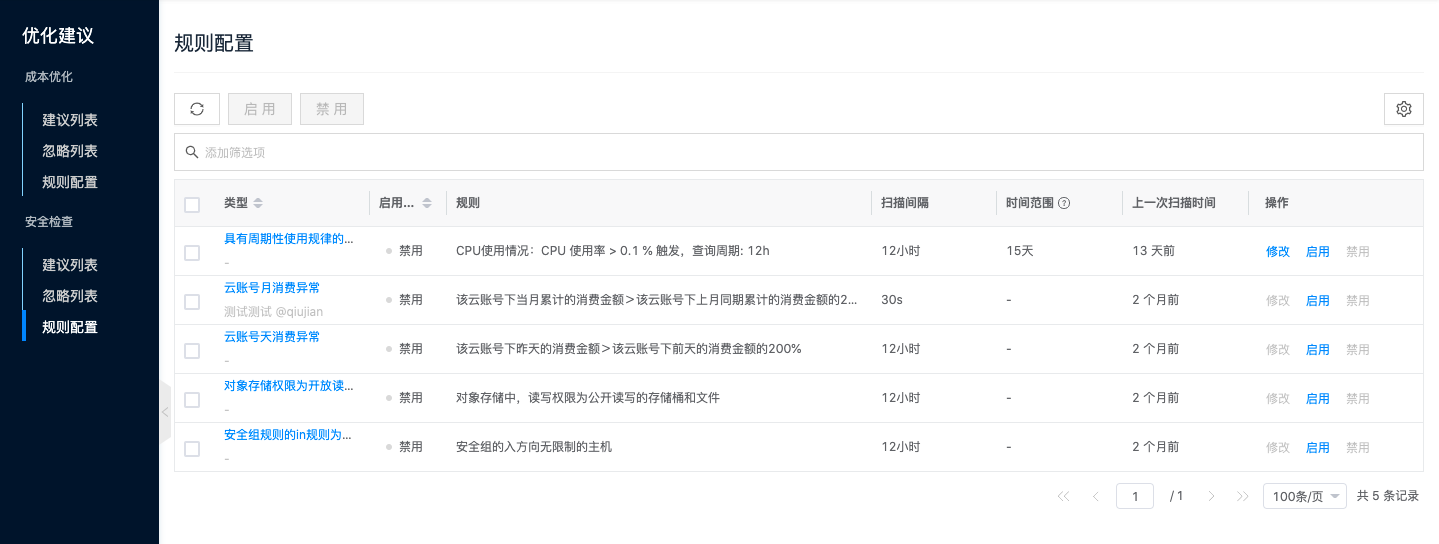 优化建议
成本优化
建议列表
忽略列表
规则配置
安全检查
建议列表
忽略列表
规则配置
规则配置
启 用 禁 用
添加筛选项
类型 启用... 规则 扫描间隔 时间范围 上一次扫描时间 操作
具有周期性使用规律的... - 禁用 CPU使用情况：CPU 使用率 > 0.1 % 触发，查询周期: 12h 12小时 15天 13 天前 修改 启用 禁用
云账号月消费异常 测试测试 @qiujian 禁用 该云账号下当月累计的消费金额＞该云账号下上月同期累计的消费金额的2... 30s - 2 个月前 修改 启用 禁用
云账号天消费异常 - 禁用 该云账号下昨天的消费金额＞该云账号下前天的消费金额的200% 12小时 - 2 个月前 修改 启用 禁用
对象存储权限为开放读... - 禁用 对象存储中，读写权限为公开读写的存储桶和文件 12小时 - 2 个月前 修改 启用 禁用
安全组规则的in规则为... - 禁用 安全组的入方向无限制的主机 12小时 - 2 个月前 修改 启用 禁用
1 / 1 100条/页 共 5 条记录